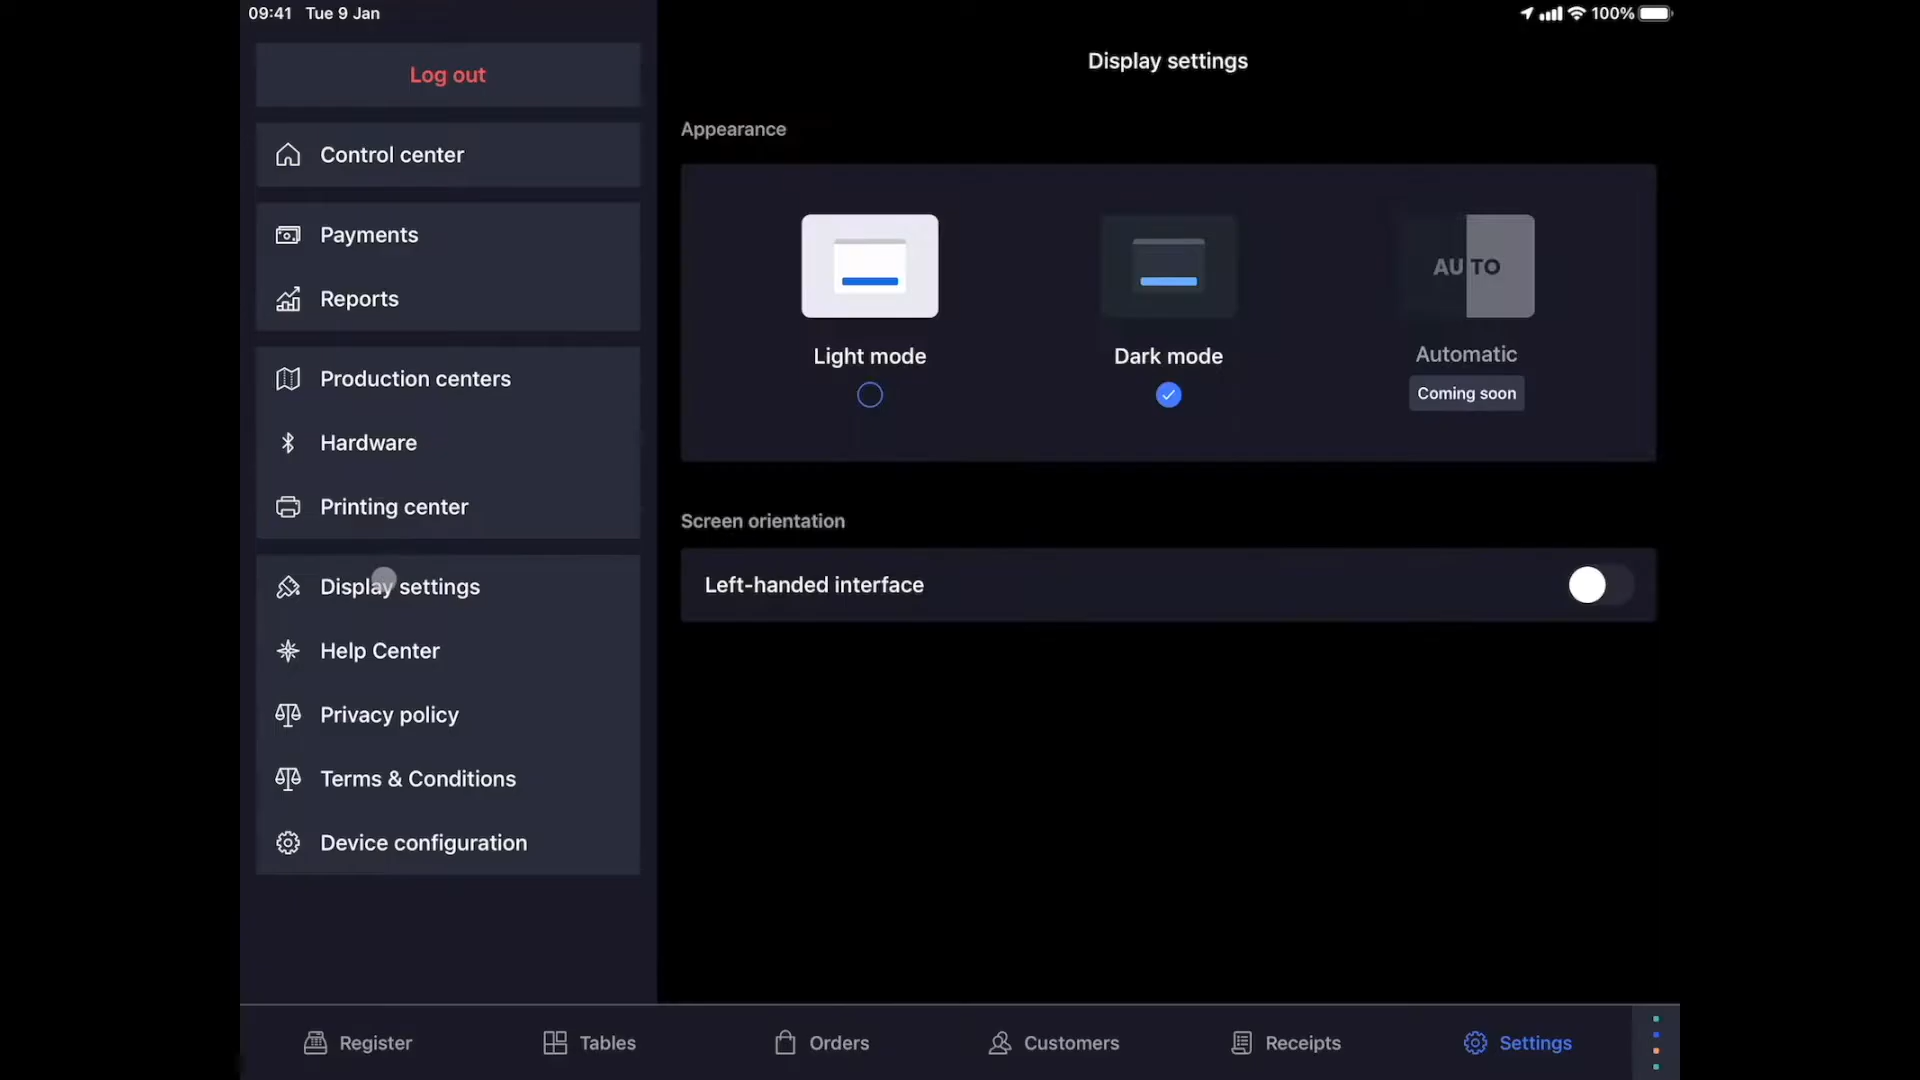 09:41 Tue 9 Jan
100%
Log out
Control center
Payments
Reports
Production centers
Hardware
Printing center
Display settings
Help Center
Privacy policy
Terms & Conditions
Device configuration
Display settings
Appearance
AUTO
Light mode
Dark mode
Automatic
Coming soon
Screen orientation
Left-handed interface
Register
Tables
Orders
Customers
Receipts
Settings